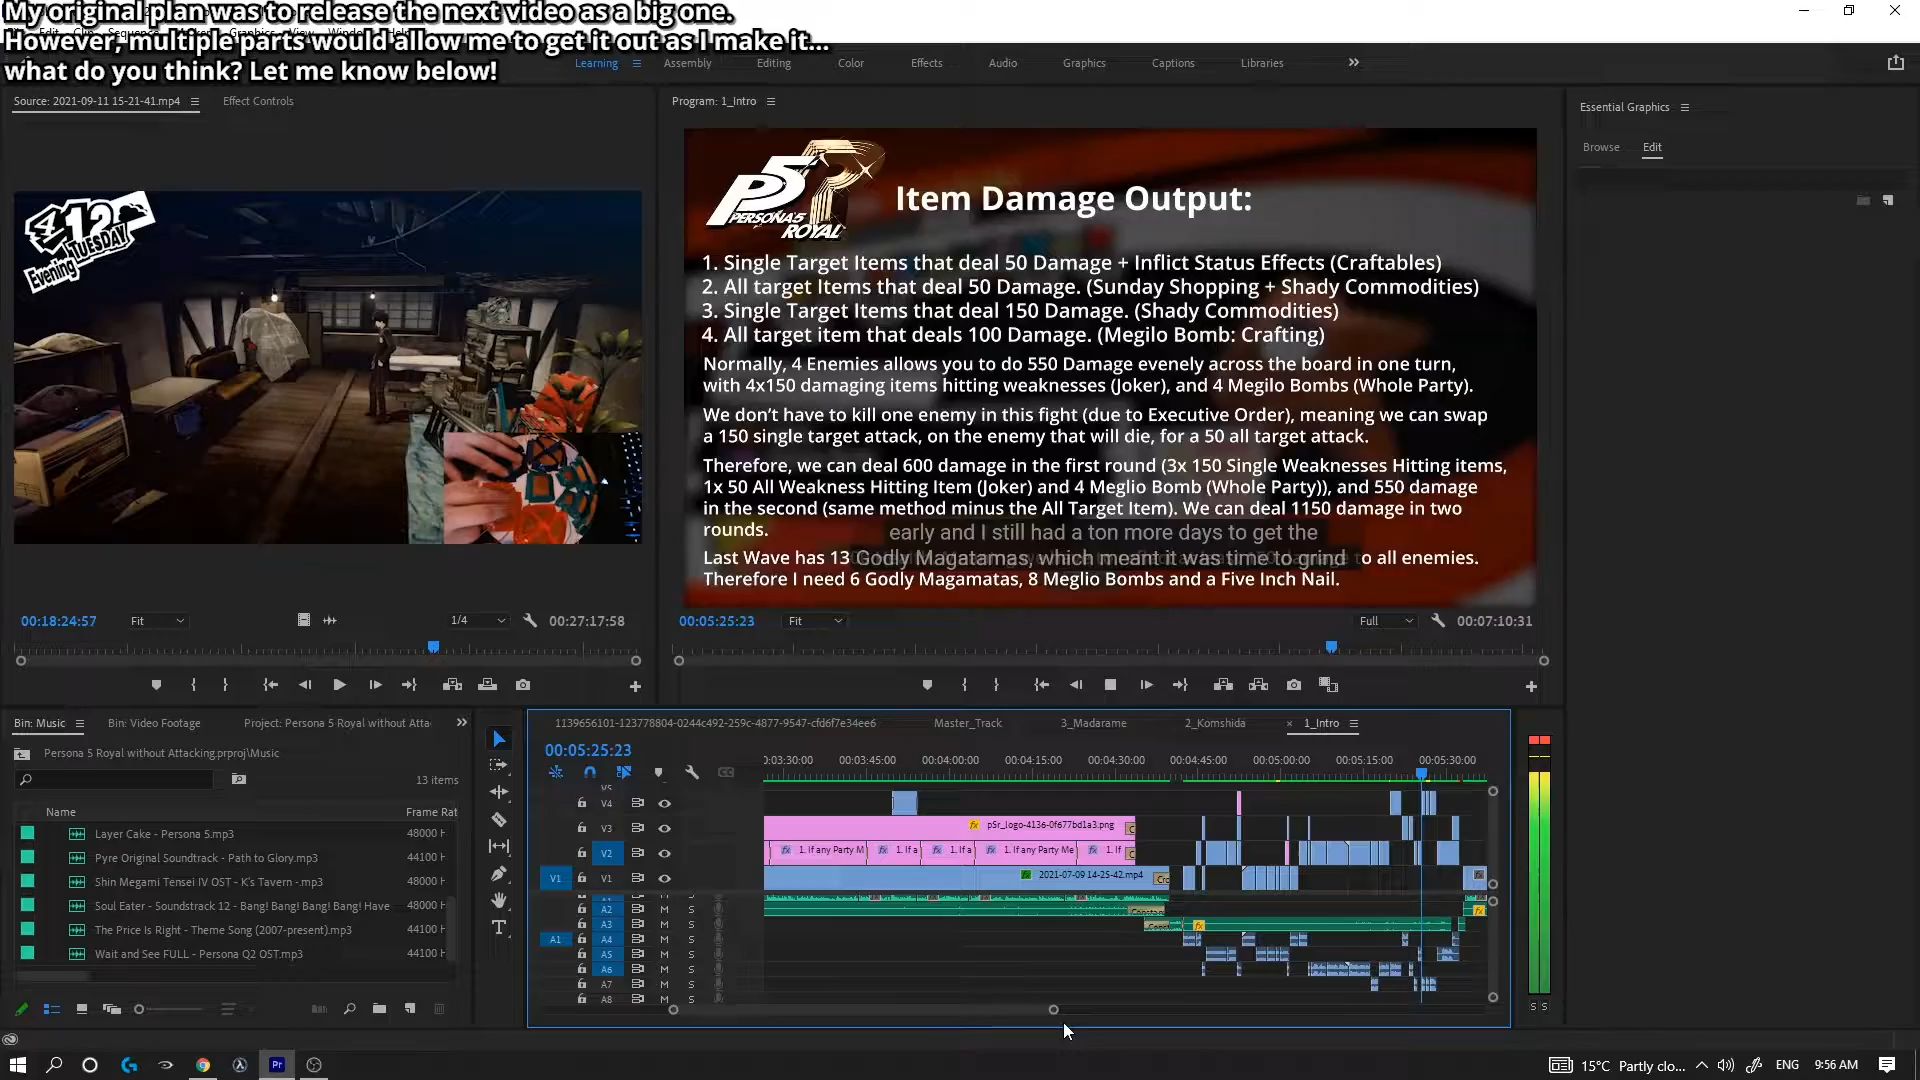 My original plan was to release the next video as a big one.
However, multiple parts would allow me to get it out as I make it...
what do you think? Let me know below!
Learning
Assembly
Editing
Color
Effects
Audio
Graphics
Captions
Libraries
Source: 2021-09-11 15-21-41.mp4
Effect Controls
Program: 1_Intro
Essential Graphics
Browse
Edit
4 12
TUESDAY
Evening
P5R
PERSONA5
ROYAL
Item Damage Output:
1. Single Target Items that deal 50 Damage + Inflict Status Effects (Craftables)
2. All target Items that deal 50 Damage. (Sunday Shopping + Shady Commodities)
3. Single Target Items that deal 150 Damage. (Shady Commodities)
4. All target item that deals 100 Damage. (Megilo Bomb: Crafting)
Normally, 4 Enemies allows you to do 550 Damage evenely across the board in one turn,
with 4x150 damaging items hitting weaknesses (Joker), and 4 Megilo Bombs (Whole Party).
We don't have to kill one enemy in this fight (due to Executive Order), meaning we can swap
a 150 single target attack, on the enemy that will die, for a 50 all target attack.
Therefore, we can deal 600 damage in the first round (3x 150 Single Weaknesses Hitting items,
1x 50 All Weakness Hitting Item (Joker) and 4 Meglio Bomb (Whole Party)), and 550 damage
in the second (same method minus the All Target Item). We can deal 1150 damage in two
rounds.
early and I still had a ton more days to get the
Last Wave has 13
Godly Magatamas, which meant it was time to grind
to all enemies.
Therefore I need 6 Godly Magamatas, 8 Meglio Bombs and a Five Inch Nail.
00:18:24:57
Fit
1/4
00:27:17:58
00:05:25:23
Fit
Full
00:07:10:31
Bin: Music
Bin: Video Footage
Project: Persona 5 Royal without Atta
Persona 5 Royal without Attacking.prproj\Music
13 items
Name
Frame Rat
Layer Cake - Persona 5.mp3
48000 H
Pyre Original Soundtrack - Path to Glory.mp3
44100 H
Shin Megami Tensei IV OST - K's Tavern -.mp3
48000 H
Soul Eater - Soundstrack 12 - Bang! Bang! Bang! Bang! Have
48000 H
The Price Is Right - Theme Song (2007-present).mp3
44100 H
Wait and See FULL - Persona Q2 OST.mp3
44100 H
1139656101-123778804-0244c492-259c-4877-9547-cfd6f7e34ee6
Master_Track
3_Madarame
2_Komshida
1_Intro
00:05:25:23
0:03:30:00
00:03:45:00
00:04:00:00
00:04:15:00
00:04:30:00
00:04:45:00
00:05:00:00
00:05:15:00
00:05:30:00
V4
V3
pSr_logo-4136-0f677bd1a3.png
V2
1. If any Party M
1. If a
1. If a
1. If any Party Me
1. If
V1
V1
2021-07-09 14-25-42.mp4
A2 M S
A3 M S
A1 A4 M S
A5 M S
A6 M S
A7 M S
A8 M S
S S
Pr
15°C Partly clo...
ENG
9:56 AM